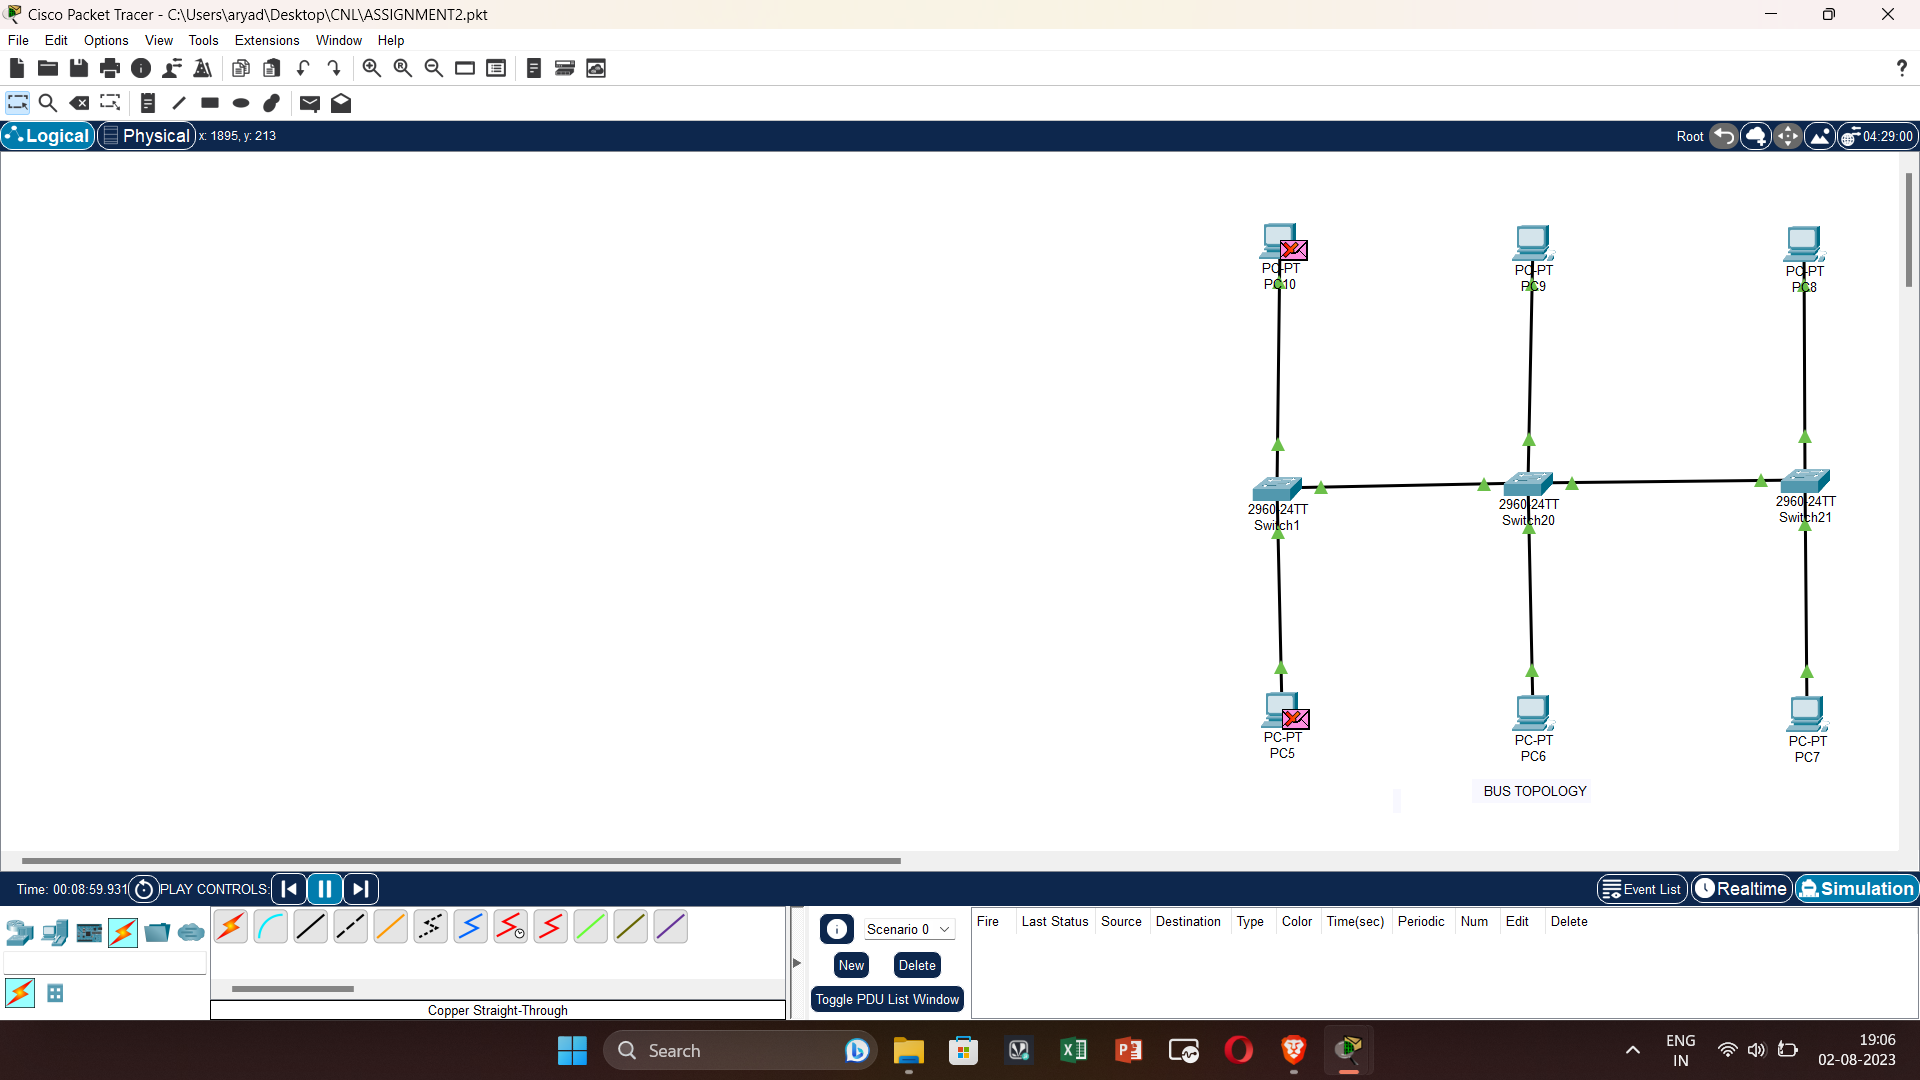 Cisco Packet Tracer - C:\Users\aryad\Desktop\CNL\ASSIGNMENT2.pkt
File Edit Options View Tools Extensions Window Help
?
Logical Physical x: 1895, y: 213 Root 04:29:00
PC-PT
PC10
PC-PT
PC9
PC-PT
PC8
2960-24TT
Switch1
2960-24TT
Switch20
2960-24TT
Switch21
PC-PT
PC5
PC-PT
PC6
PC-PT
PC7
BUS TOPOLOGY
Time: 00:08:59.931 PLAY CONTROLS: Event List Realtime Simulation
Scenario 0
New Delete
Toggle PDU List Window
Fire Last Status Source Destination Type Color Time(sec) Periodic Num Edit Delete
Copper Straight-Through
Search
ENG
IN
19:06
02-08-2023